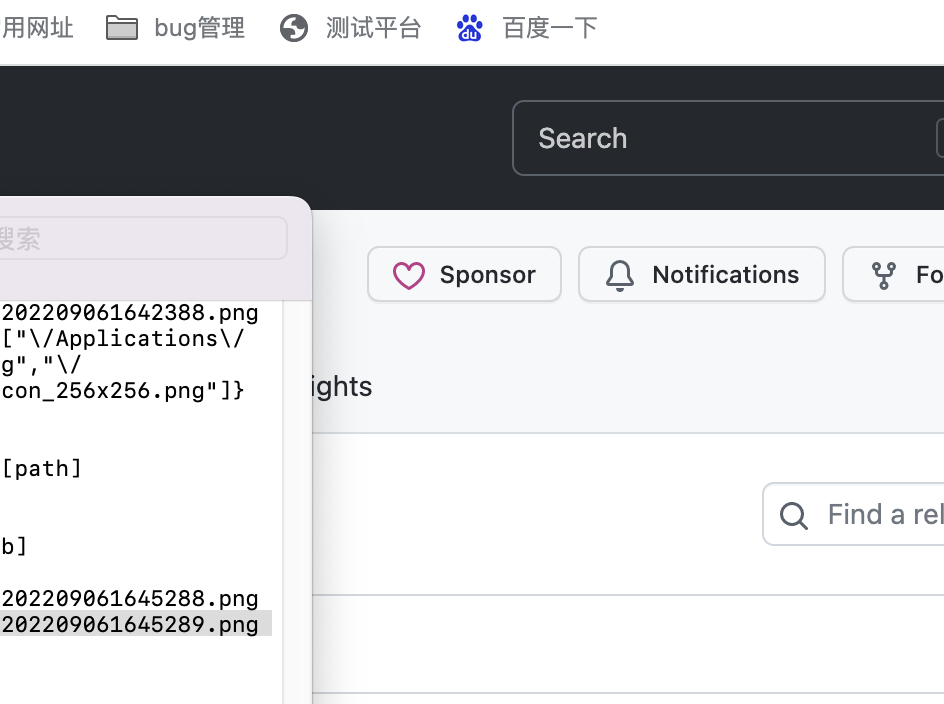 用网址 bug管理 测试平台 百度一下
Search
搜索
Sponsor Notifications Fo
202209061642388.png
["\/Applications\/
g","\/
con_256x256.png"]}
ights
[path]
Find a rel
b]
202209061645288.png
202209061645289.png